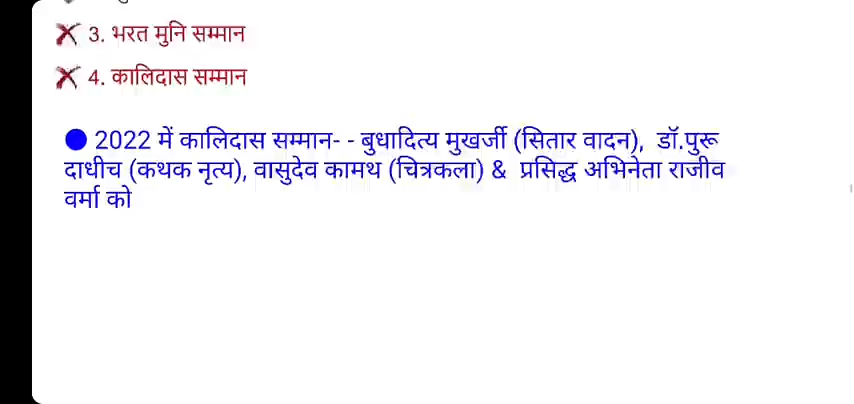 3. भरत मुनि सम्मान
4. कालिदास सम्मान
2022 में कालिदास सम्मान- - बुधादित्य मुखर्जी (सितार वादन), डॉ.पुरू
दाधीच (कथक नृत्य), वासुदेव कामथ (चित्रकला) & प्रसिद्ध अभिनेता राजीव
वर्मा को